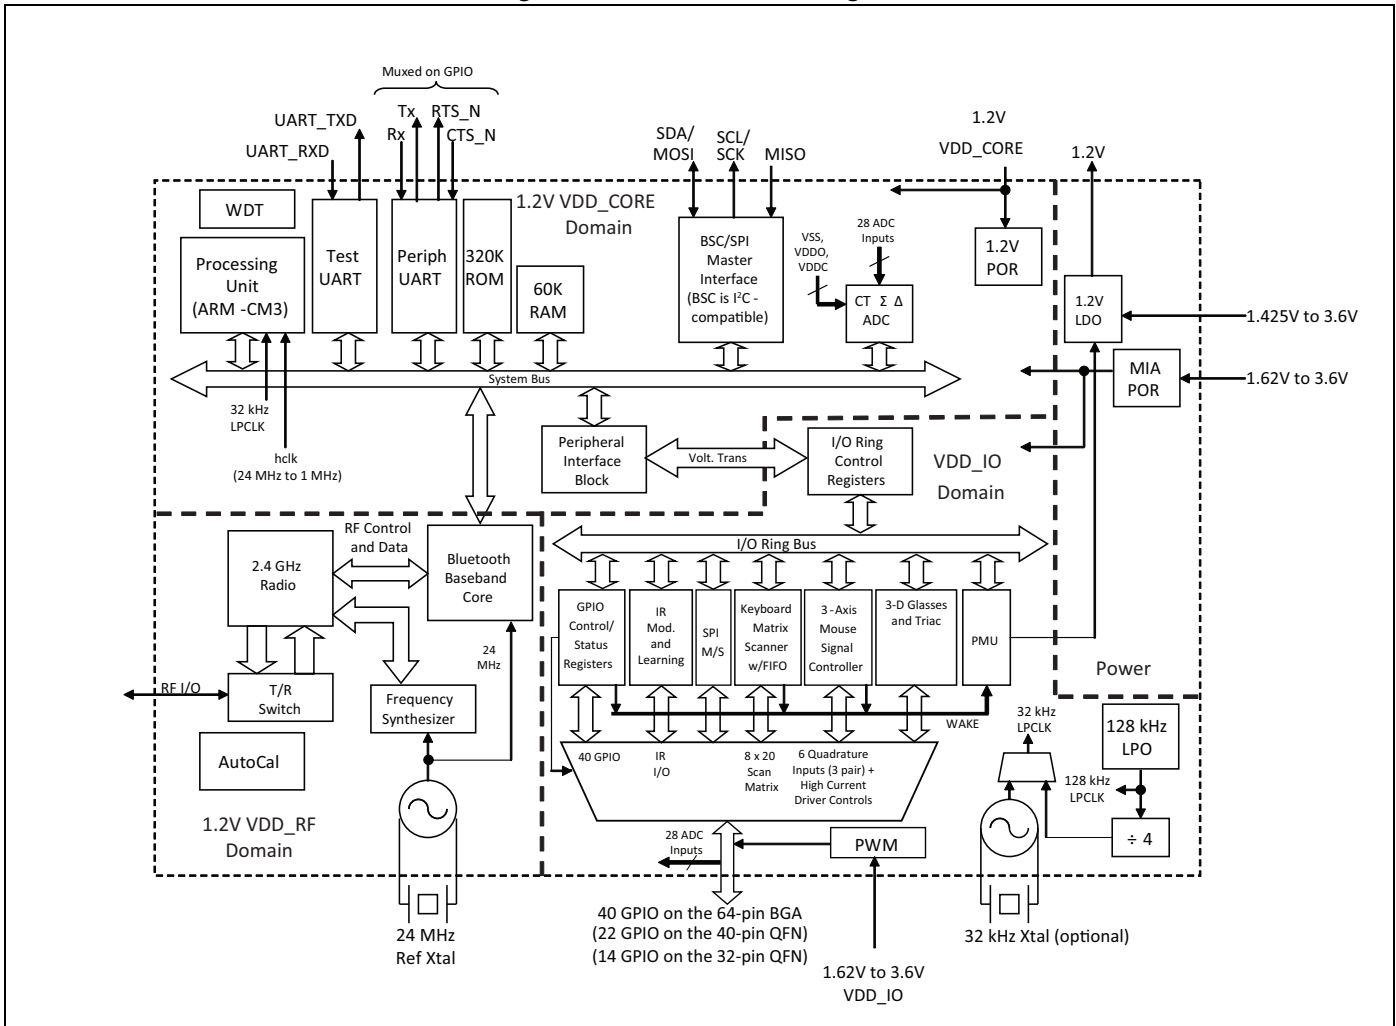 Muxed on GPIO
Tx
RTS_N
UART_TXD
Rx
CTS_N
UART_RXD
SDA/
MOSI
SCL/
SCK
MISO
1.2V
VDD_CORE
1.2V
WDT
1.2V VDD_CORE
Domain
Processing
Unit
(ARM -CM3)
Test
UART
Periph
UART
320K
ROM
60K
RAM
BSC/SPI
Master
Interface
(BSC is I²C -
compatible)
VSS,
VDDO,
VDDC
28 ADC
Inputs
CT Σ Δ
ADC
1.2V
POR
1.2V
LDO
1.425V to 3.6V
MIA
POR
1.62V to 3.6V
System Bus
32 kHz
LPCLK
hclk
(24 MHz to 1 MHz)
Peripheral
Interface
Block
Volt. Trans
I/O Ring
Control
Registers
VDD_IO
Domain
RF Control
and Data
2.4 GHz
Radio
Bluetooth
Baseband
Core
I/O Ring Bus
GPIO
Control/
Status
Registers
IR
Mod.
and
Learning
SPI
M/S
Keyboard
Matrix
Scanner
w/FIFO
3-Axis
Mouse
Signal
Controller
3-D Glasses
and Triac
PMU
24
MHz
Power
RF I/O
T/R
Switch
Frequency
Synthesizer
WAKE
32 kHz
LPCLK
128 kHz
LPO
AutoCal
40 GPIO
IR
I/O
8 x 20
Scan
Matrix
6 Quadrature
Inputs (3 pair) +
High Current
Driver Controls
128 kHz
LPCLK
÷ 4
1.2V VDD_RF
Domain
28 ADC
Inputs
PWM
24 MHz
Ref Xtal
40 GPIO on the 64-pin BGA
(22 GPIO on the 40-pin QFN)
(14 GPIO on the 32-pin QFN)
32 kHz Xtal (optional)
1.62V to 3.6V
VDD_IO